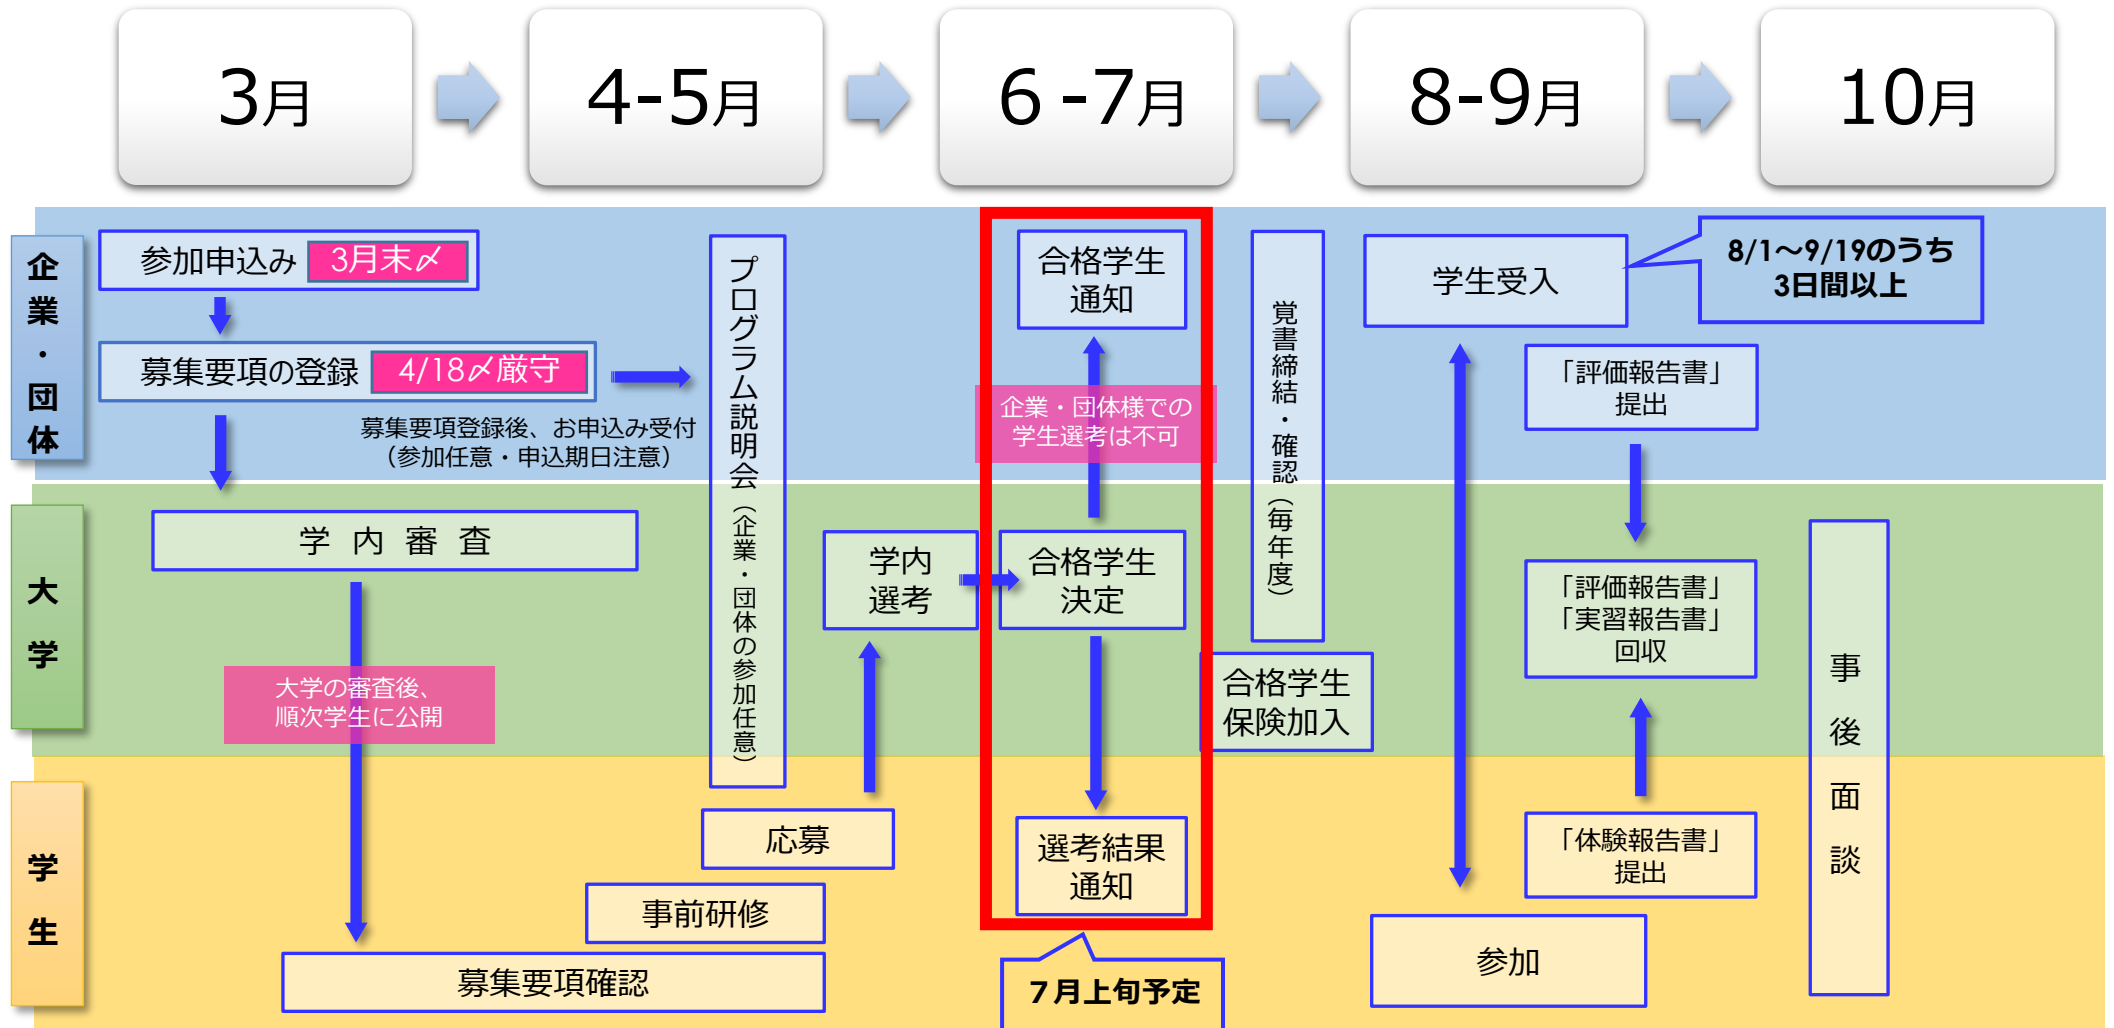 3月
4-5月
6 -7月
8-9月
10月
企業・団体
参加申込み
3月末〆
募集要項の登録
4/18〆厳守
募集要項登録後、お申込み受付
（参加任意・申込期日注意）
プログラム説明会（企業・団体の参加任意）
合格学生
通知
企業・団体様での
学生選考は不可
覚書締結・確認（毎年度）
学生受入
8/1～9/19のうち
3日間以上
「評価報告書」
提出
大学
学内審査
大学の審査後、
順次学生に公開
学内
選考
合格学生
決定
合格学生
保険加入
「評価報告書」
「実習報告書」
回収
事後面談
学生
応募
事前研修
募集要項確認
選考結果
通知
７月上旬予定
「体験報告書」
提出
参加